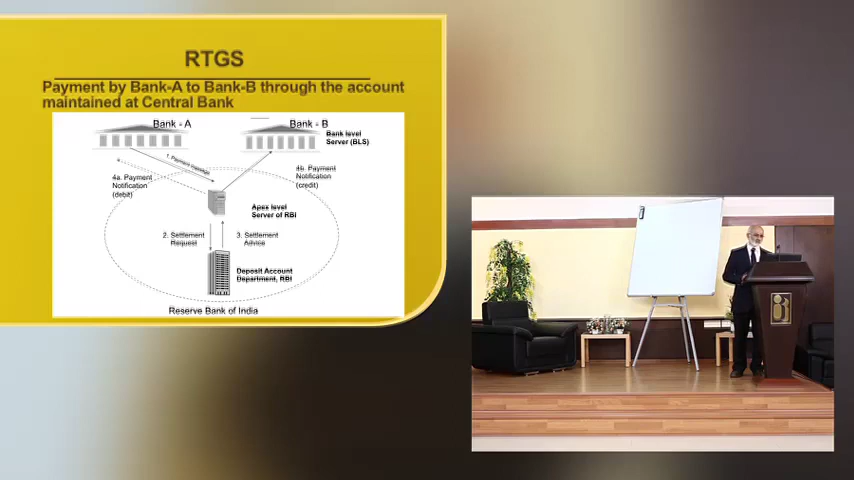 RTGS
Payment by Bank-A to Bank-B through the account
maintained at Central Bank
Bank - A
Bank - B
Bank level
Server (BLS)
1. Payment message
4a. Payment
Notification
(debit)
4b. Payment
Notification
(credit)
Apex level
Server of RBI
2. Settlement
Request
3. Settlement
Advice
Deposit Account
Department, RBI
Reserve Bank of India